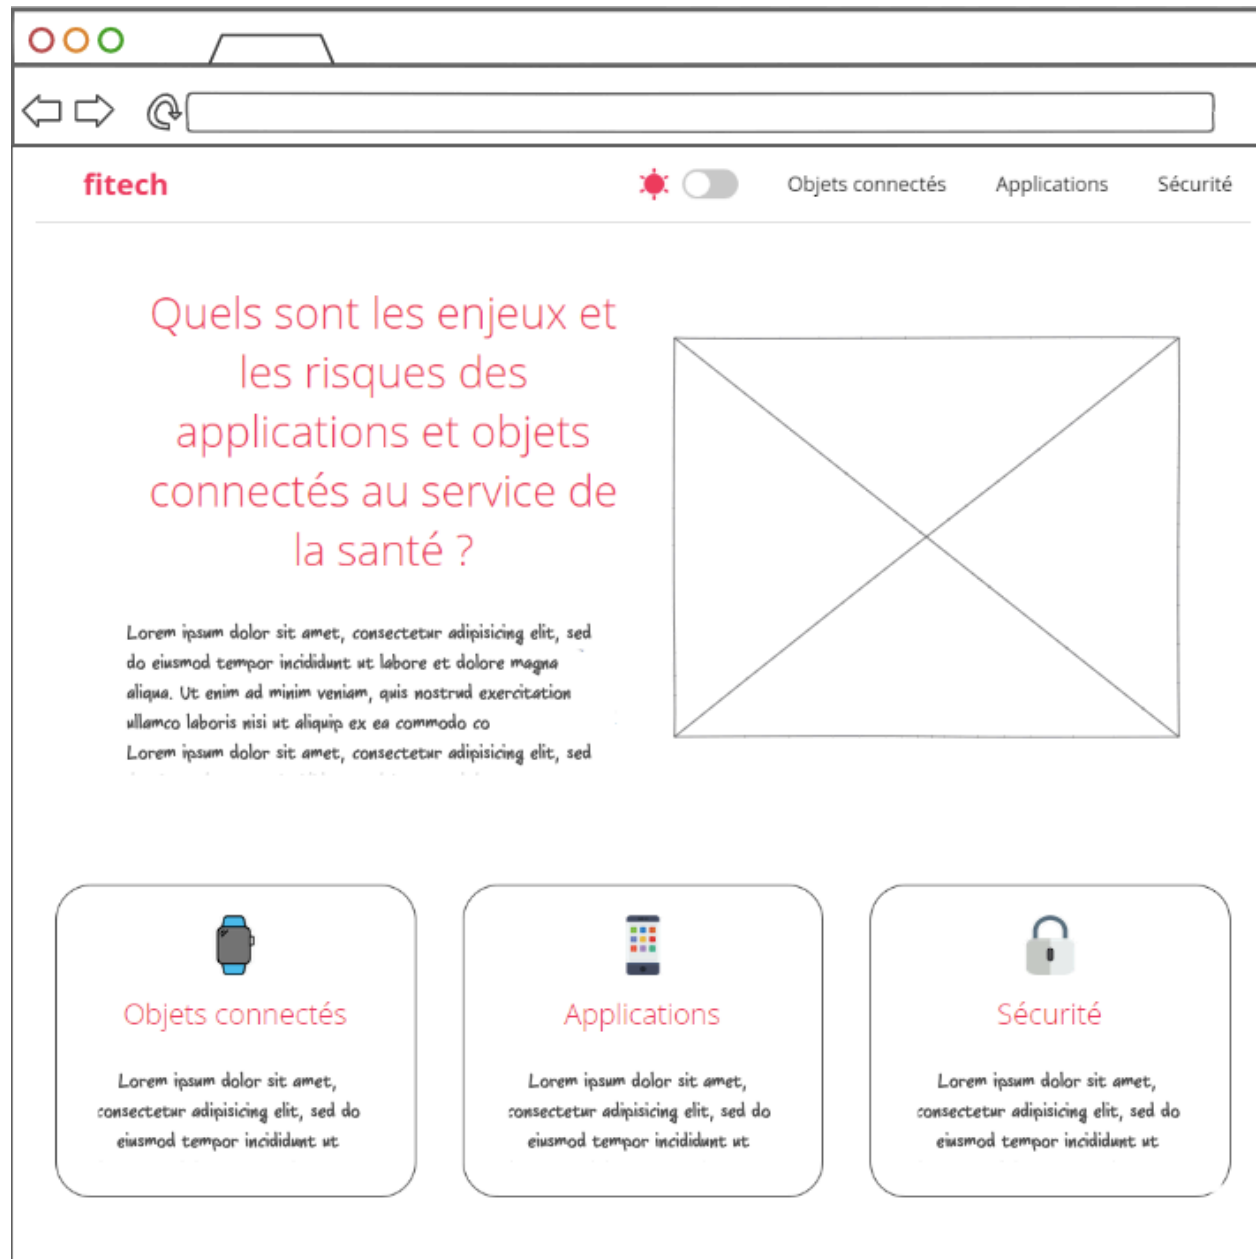 fitech
Objets connectés
Applications
Sécurité
Quels sont les enjeux et
les risques des
applications et objets
connectés au service de
la santé ?
Lorem ipsum dolor sit amet, consectetur adipisicing elit, sed
do eiusmod tempor incididunt ut labore et dolore magna
aliqua. Ut enim ad minim veniam, quis nostrud exercitation
ullamco laboris nisi ut aliquip ex ea commodo co
Lorem ipsum dolor sit amet, consectetur adipisicing elit, sed
Objets connectés
Lorem ipsum dolor sit amet,
consectetur adipisicing elit, sed do
eiusmod tempor incididunt ut
Applications
Lorem ipsum dolor sit amet,
consectetur adipisicing elit, sed do
eiusmod tempor incididunt ut
Sécurité
Lorem ipsum dolor sit amet,
consectetur adipisicing elit, sed do
eiusmod tempor incididunt ut